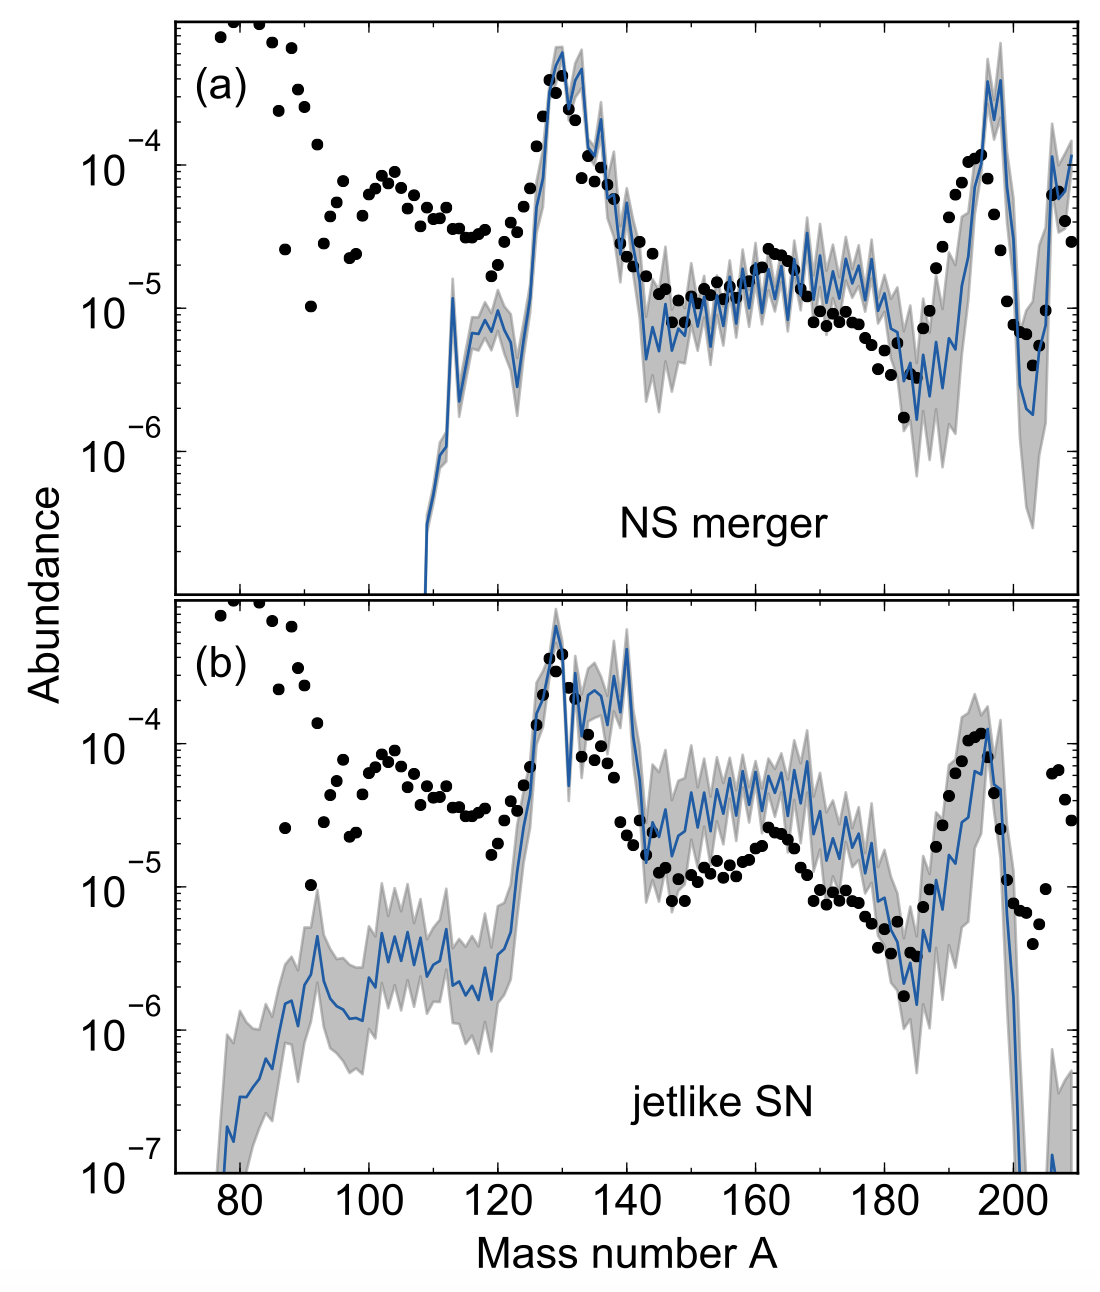 (a)
10⁻⁴
10⁻⁵
10⁻⁶
NS merger
Abundance
(b)
10⁻⁴
10⁻⁵
10⁻⁶
10⁻⁷
jetlike SN
80 100 120 140 160 180 200
Mass number A